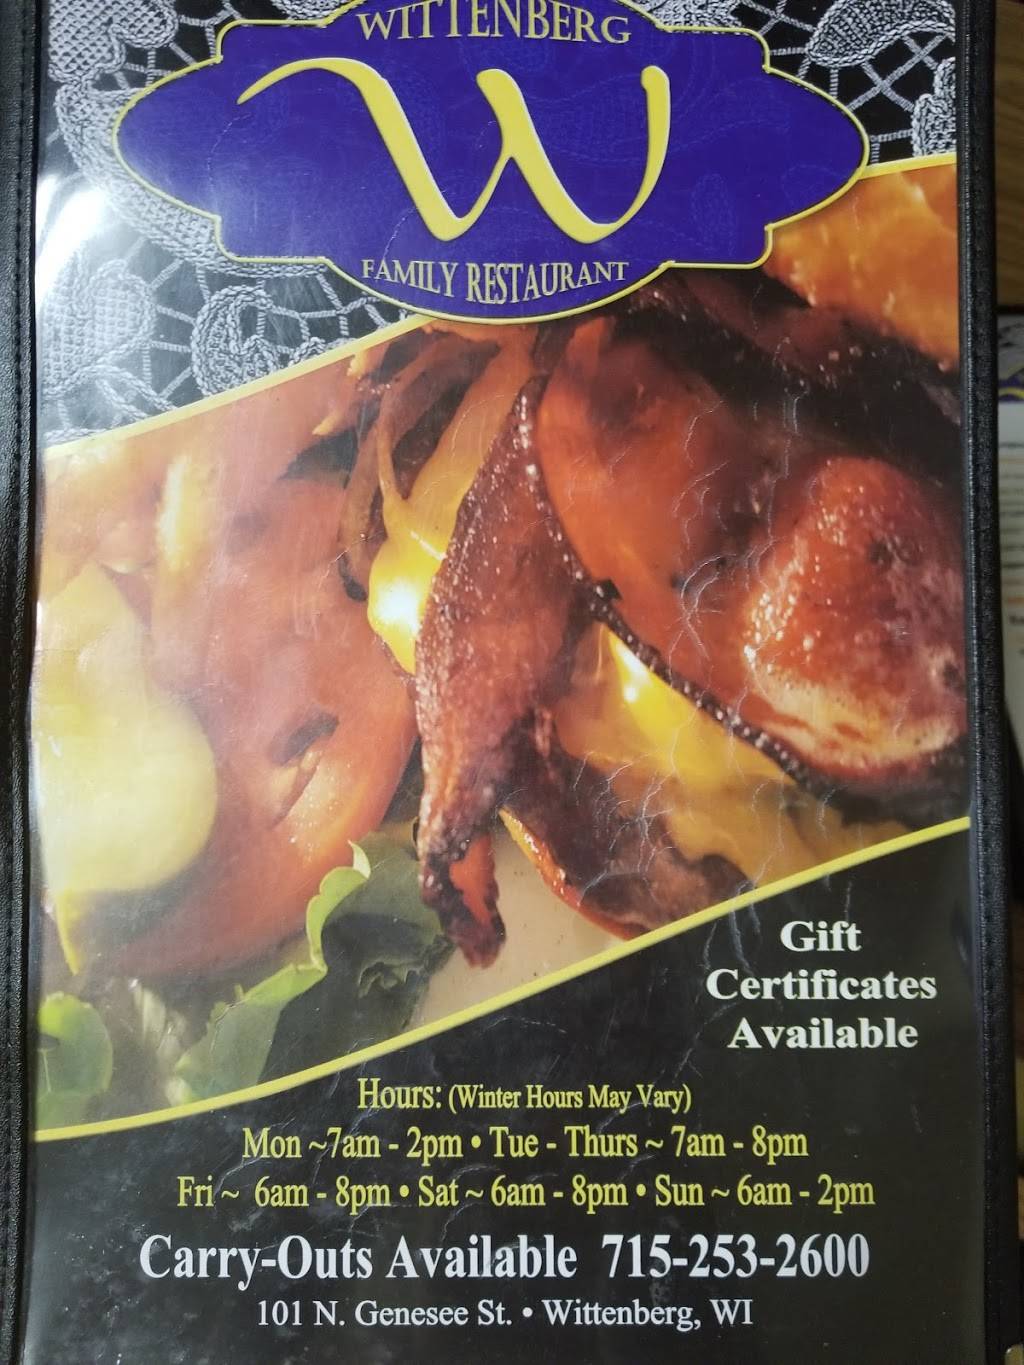 WITTENBERG
W
FAMILY RESTAURANT
Gift
Certificates
Available
Hours: (Winter Hours May Vary)
Mon ~7am - 2pm • Tue - Thurs ~ 7am - 8pm
Fri ~ 6am - 8pm • Sat ~ 6am - 8pm • Sun ~ 6am - 2pm
Carry-Outs Available 715-253-2600
101 N. Genesee St. • Wittenberg, WI